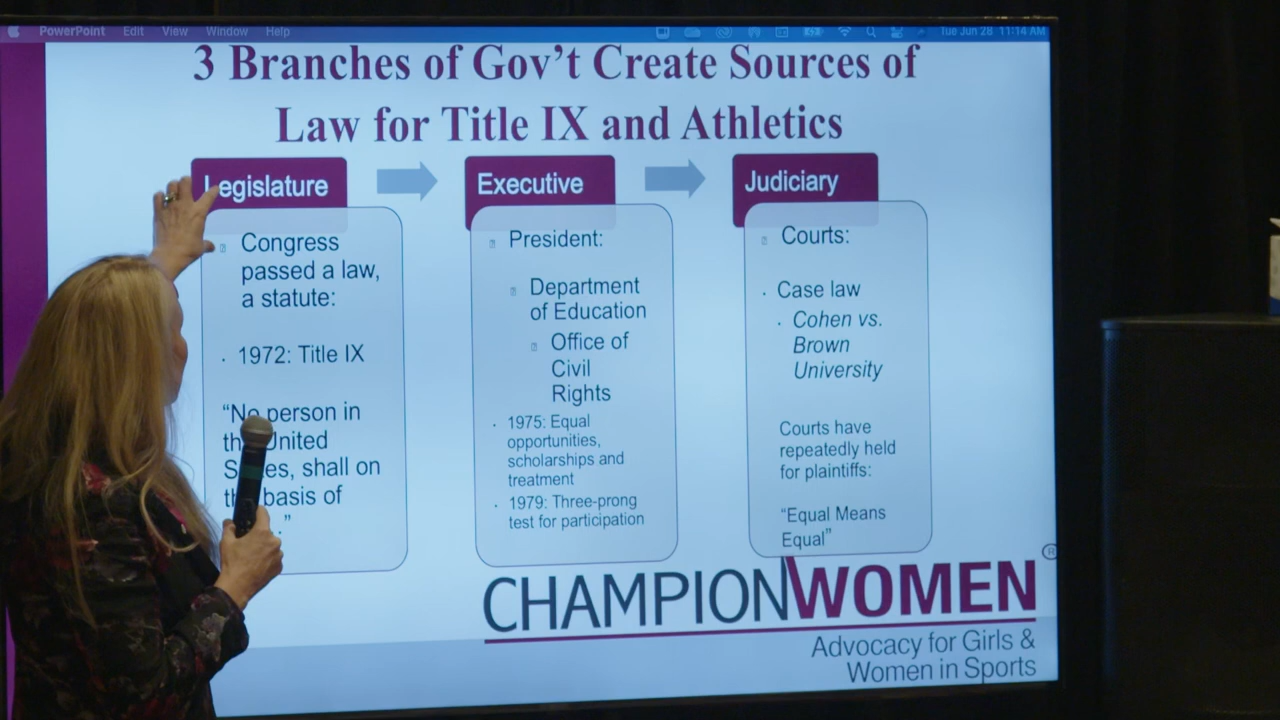 PowerPoint Edit View Window Help
Tue Jun 28 11:14 AM
3 Branches of Gov't Create Sources of
Law for Title IX and Athletics
Legislature
Congress
passed a law,
a statute:
· 1972: Title IX
“No person in
the United
States, shall on
the basis of
.”
Executive
President:
Department
of Education
Office of
Civil
Rights
· 1975: Equal
opportunities,
scholarships and
treatment
· 1979: Three-prong
test for participation
Judiciary
Courts:
· Case law
· Cohen vs.
Brown
University
Courts have
repeatedly held
for plaintiffs:
“Equal Means
Equal”
CHAMPIONWOMEN®
Advocacy for Girls &
Women in Sports